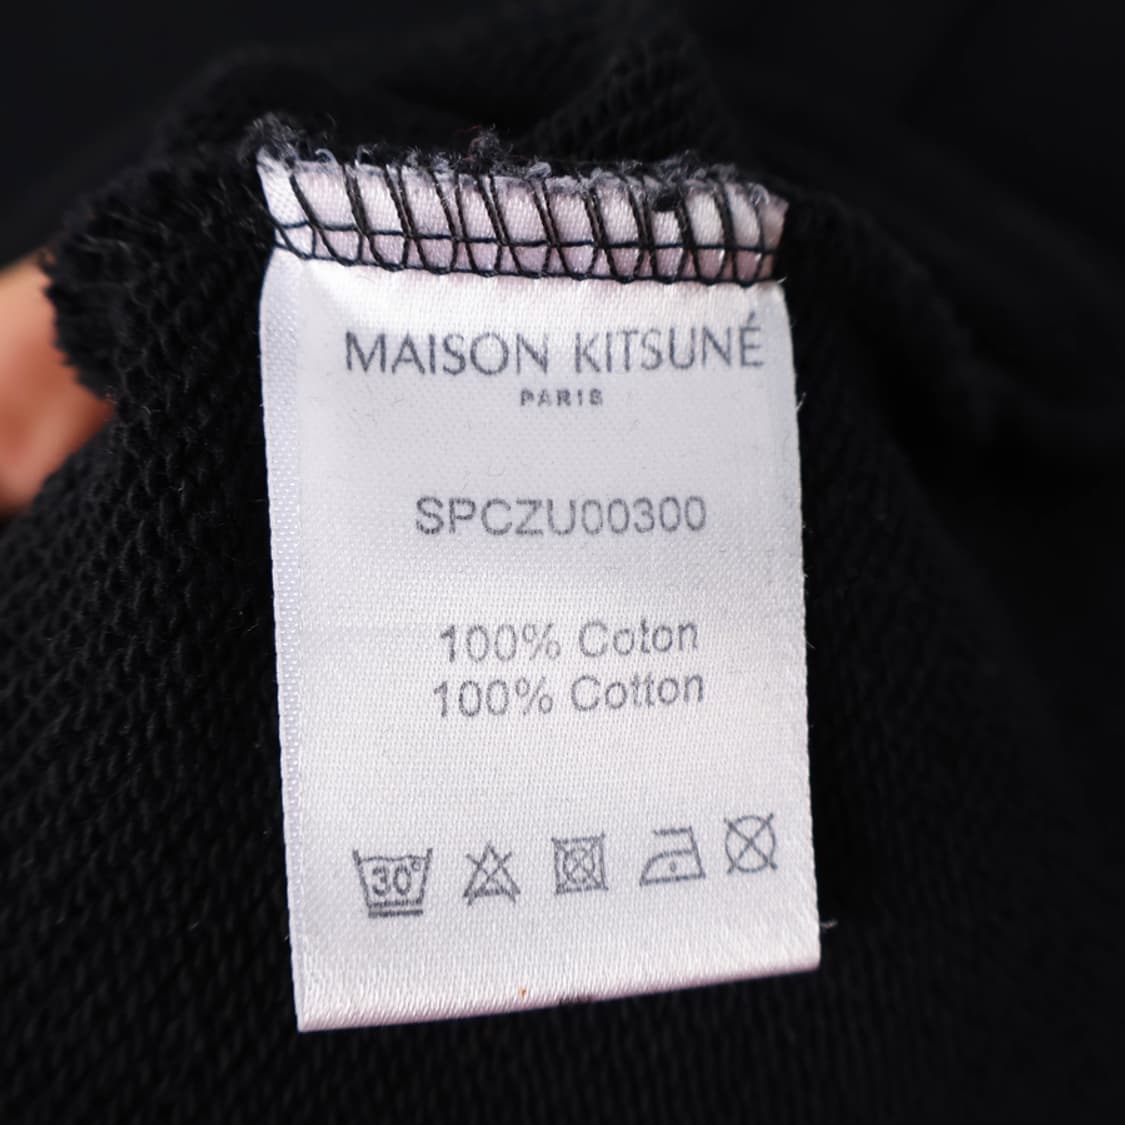 MAISON KITSUNÉ
PARIS
SPCZU00300
100% Coton
100% Cotton
30°